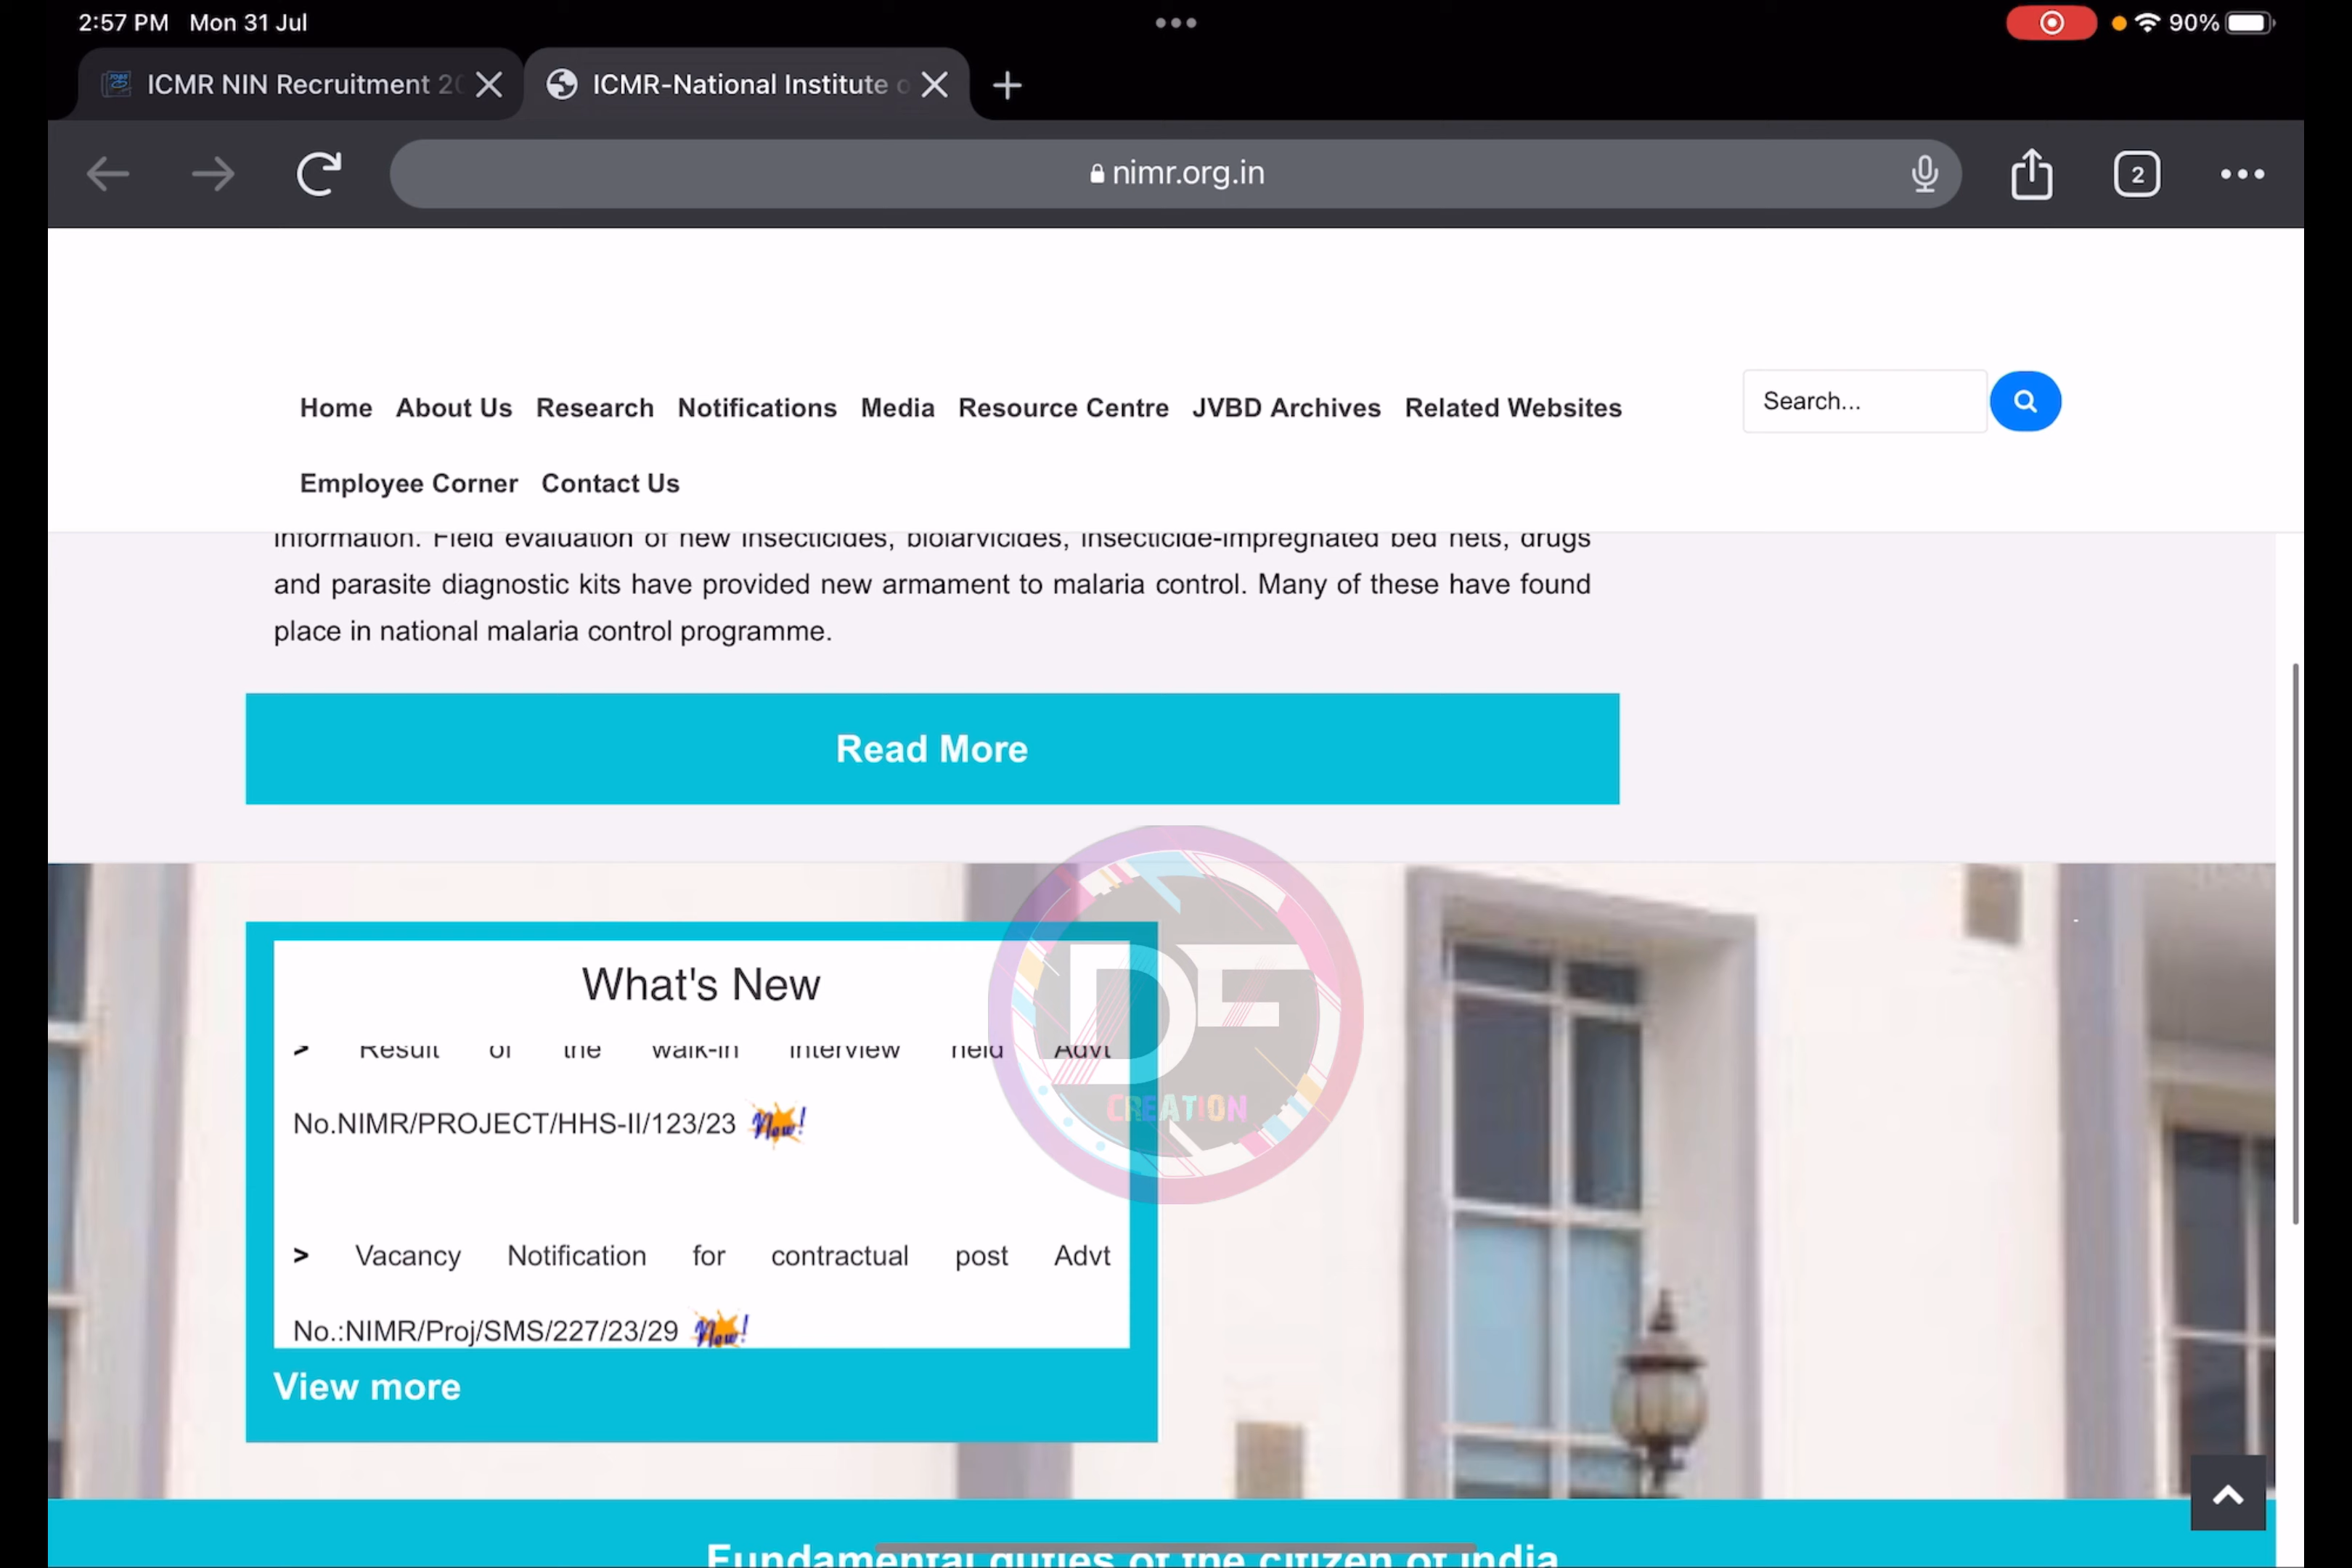 2:57 PM Mon 31 Jul
90%
ICMR NIN Recruitment 20
ICMR-National Institute o
nimr.org.in
2
Home About Us Research Notifications Media Resource Centre JVBD Archives Related Websites
Search...
Employee Corner Contact Us
information. Field evaluation of new insecticides, biolarvicides, insecticide-impregnated bed nets, drugs
and parasite diagnostic kits have provided new armament to malaria control. Many of these have found
place in national malaria control programme.
Read More
What's New
> Result of the walk-in interview held Advt
No.NIMR/PROJECT/HHS-II/123/23 New!
> Vacancy Notification for contractual post Advt
No.:NIMR/Proj/SMS/227/23/29 New!
View more
DF
CREATION
Fundamental duties of the citizen of india